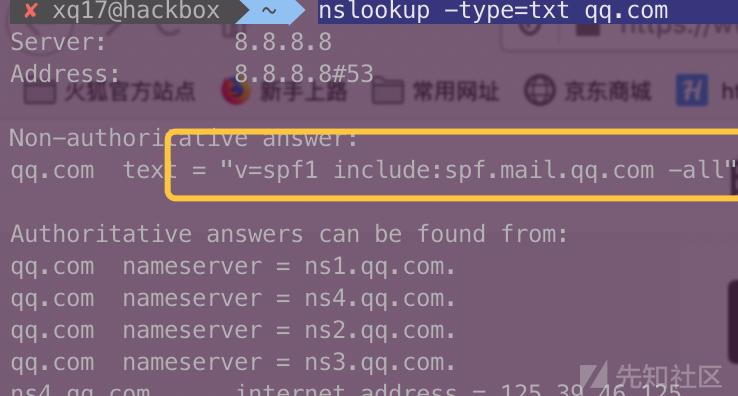 ✘ xq17@hackbox ~ nslookup -type=txt qq.com
Server: 8.8.8.8
Address: 8.8.8.8#53
火狐官方站点 新手上路 常用网址 京东商城
Non-authoritative answer:
qq.com text = "v=spf1 include:spf.mail.qq.com -all"
Authoritative answers can be found from:
qq.com nameserver = ns1.qq.com.
qq.com nameserver = ns4.qq.com.
qq.com nameserver = ns2.qq.com.
qq.com nameserver = ns3.qq.com.
ns4.qq.com internet address = 125.39.46.125
先知社区